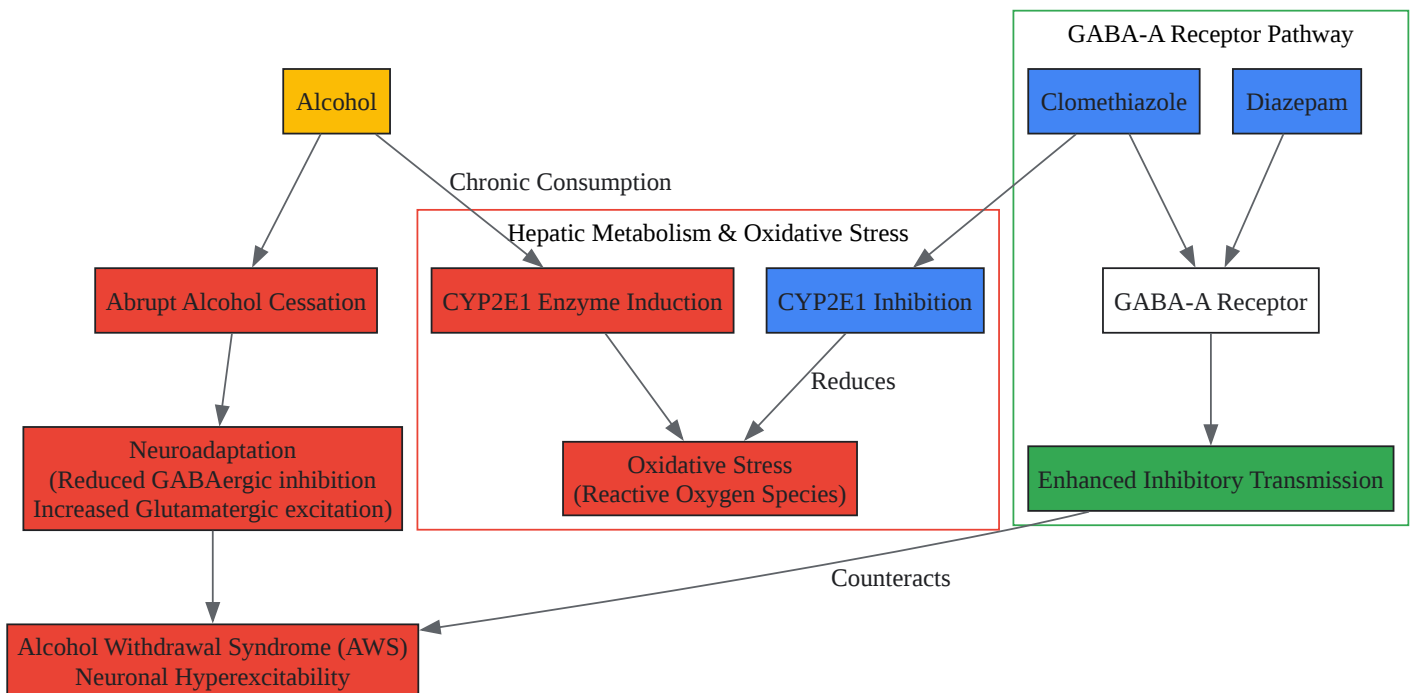 GABA-A Receptor Pathway
Alcohol
Clomethiazole
Diazepam
Chronic Consumption
Hepatic Metabolism & Oxidative Stress
Abrupt Alcohol Cessation
CYP2E1 Enzyme Induction
CYP2E1 Inhibition
GABA-A Receptor
Reduces
Neuroadaptation
(Reduced GABAergic inhibition
Increased Glutamatergic excitation)
Oxidative Stress
(Reactive Oxygen Species)
Enhanced Inhibitory Transmission
Counteracts
Alcohol Withdrawal Syndrome (AWS)
Neuronal Hyperexcitability